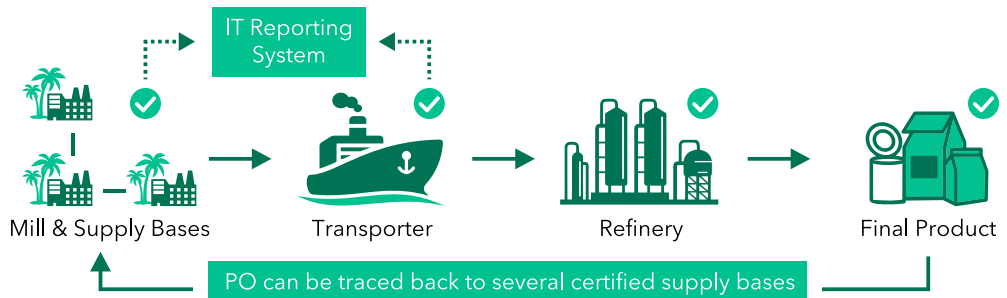 IT Reporting
System
Mill & Supply Bases
Transporter
Refinery
Final Product
PO can be traced back to several certified supply bases